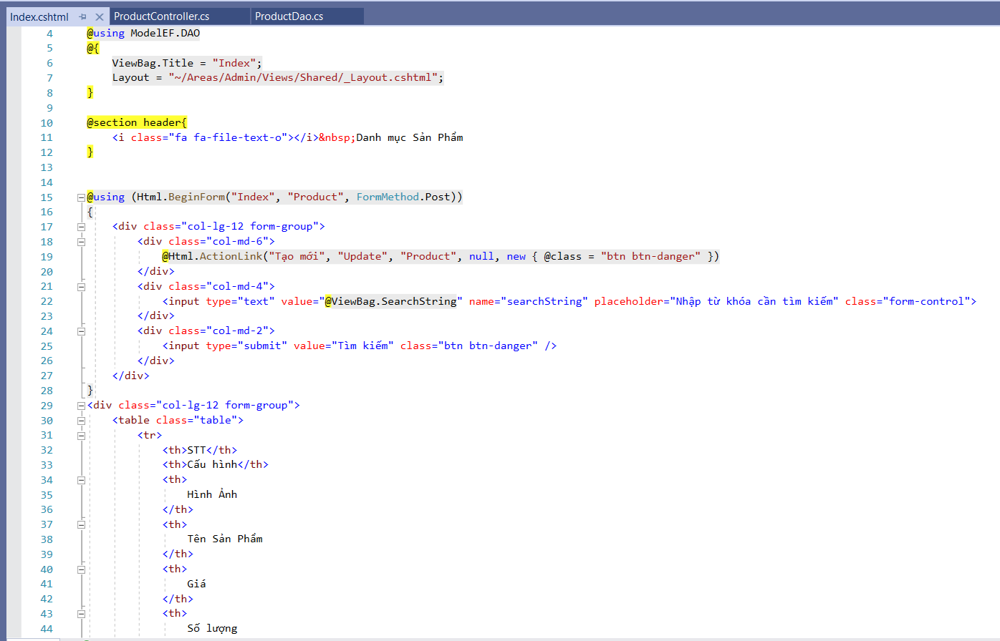 Index.cshtml ProductController.cs ProductDao.cs
4 @using ModelEF.DAO
5 @{
6 ViewBag.Title = "Index";
7 Layout = "~/Areas/Admin/Views/Shared/_Layout.cshtml";
8 }
9
10 @section header{
11 <i class="fa fa-file-text-o"></i>&nbsp;Danh mục Sản Phẩm
12 }
13
14
15 @using (Html.BeginForm("Index", "Product", FormMethod.Post))
16 {
17 <div class="col-lg-12 form-group">
18 <div class="col-md-6">
19 @Html.ActionLink("Tạo mới", "Update", "Product", null, new { @class = "btn btn-danger" })
20 </div>
21 <div class="col-md-4">
22 <input type="text" value="@ViewBag.SearchString" name="searchString" placeholder="Nhập từ khóa cần tìm kiếm" class="form-control">
23 </div>
24 <div class="col-md-2">
25 <input type="submit" value="Tìm kiếm" class="btn btn-danger" />
26 </div>
27 </div>
28 }
29 <div class="col-lg-12 form-group">
30 <table class="table">
31 <tr>
32 <th>STT</th>
33 <th>Cấu hình</th>
34 <th>
35 Hình Ảnh
36 </th>
37 <th>
38 Tên Sản Phẩm
39 </th>
40 <th>
41 Giá
42 </th>
43 <th>
44 Số lượng